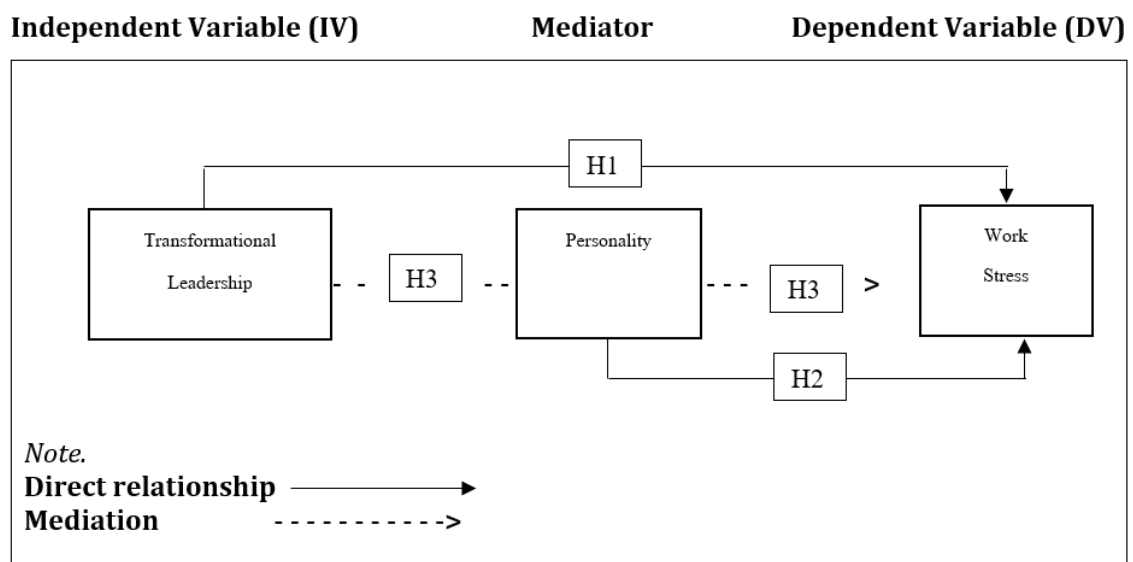 Independent Variable (IV) Mediator Dependent Variable (DV)
H1
Transformational
Leadership
H3
Personality
H3
Work
Stress
H2
Note.
Direct relationship
Mediation